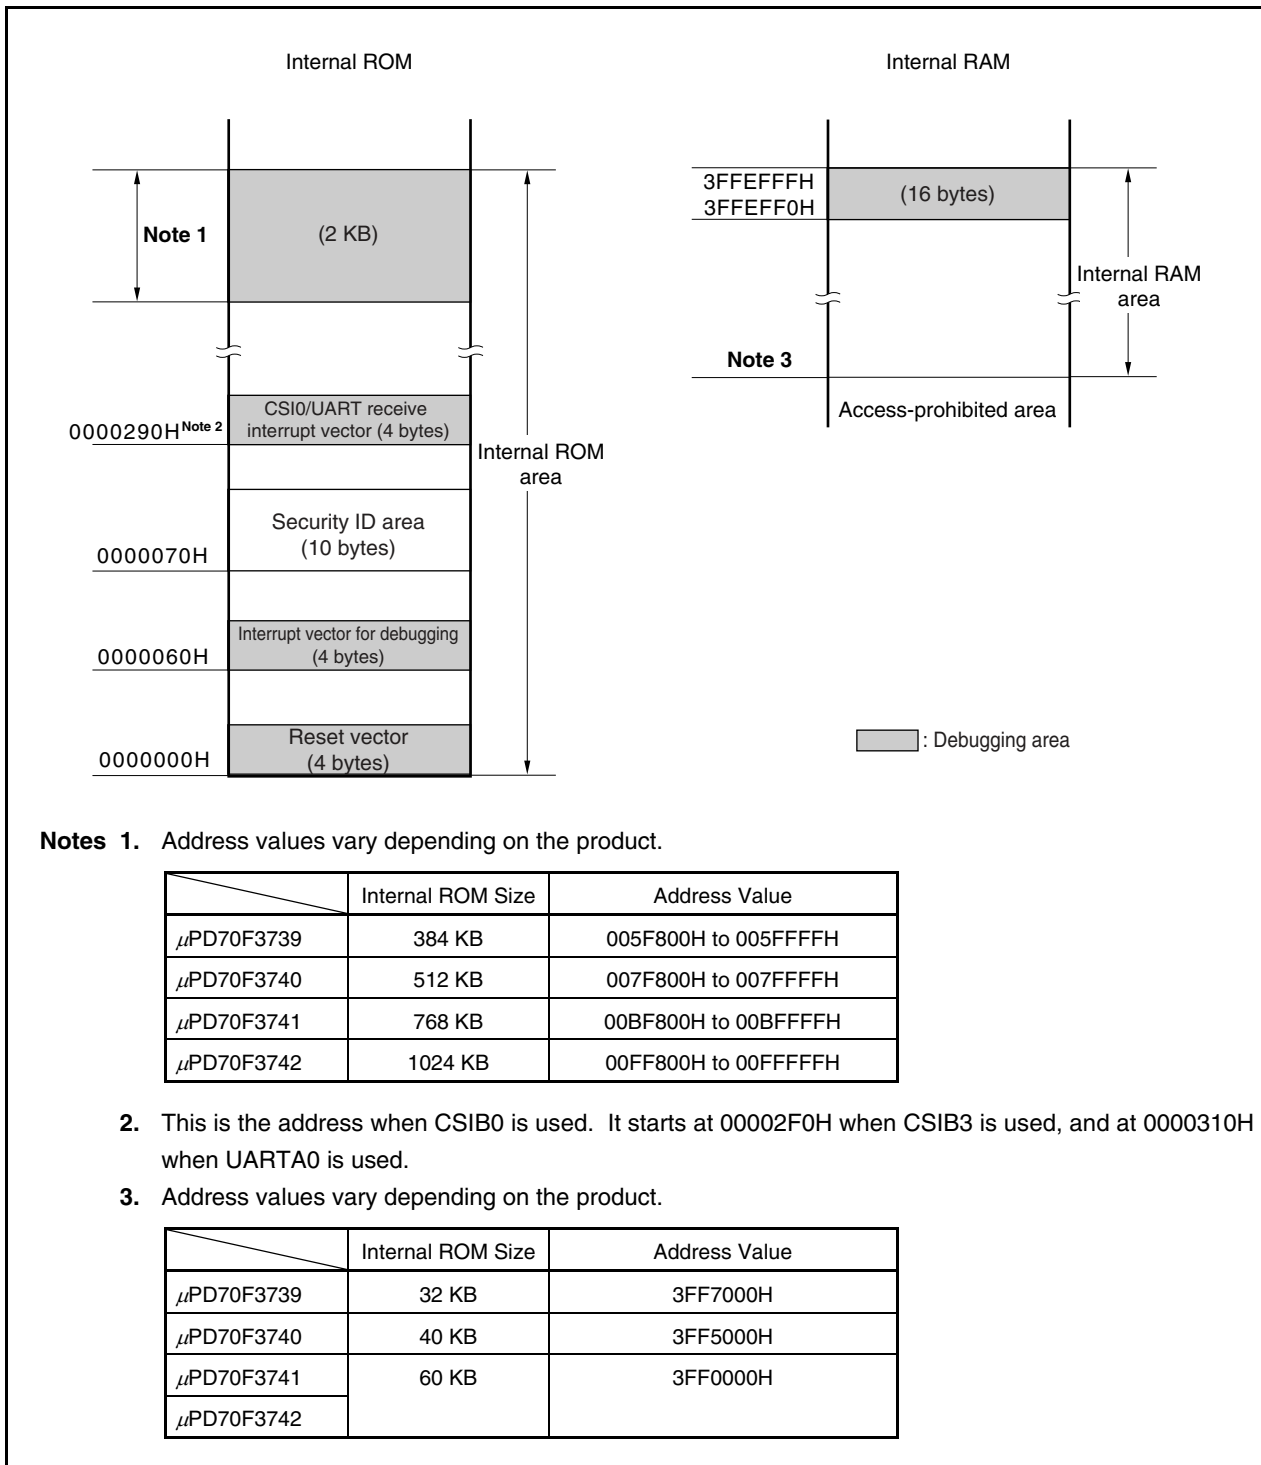 Internal ROM
Note 1
(2 KB)
CSI0/UART receive
interrupt vector (4 bytes)
0000290H Note 2
Internal ROM
area
Security ID area
(10 bytes)
0000070H
Interrupt vector for debugging
(4 bytes)
0000060H
Reset vector
(4 bytes)
0000000H
Internal RAM
3FFEFFFH
3FFEFF0H
(16 bytes)
Internal RAM
area
Note 3
Access-prohibited area
: Debugging area
Notes 1. Address values vary depending on the product.
Internal ROM Size Address Value
μPD70F3739 384 KB 005F800H to 005FFFFH
μPD70F3740 512 KB 007F800H to 007FFFFH
μPD70F3741 768 KB 00BF800H to 00BFFFFH
μPD70F3742 1024 KB 00FF800H to 00FFFFFH
2. This is the address when CSIB0 is used. It starts at 00002F0H when CSIB3 is used, and at 0000310H
when UARTA0 is used.
3. Address values vary depending on the product.
Internal ROM Size Address Value
μPD70F3739 32 KB 3FF7000H
μPD70F3740 40 KB 3FF5000H
μPD70F3741 60 KB 3FF0000H
μPD70F3742